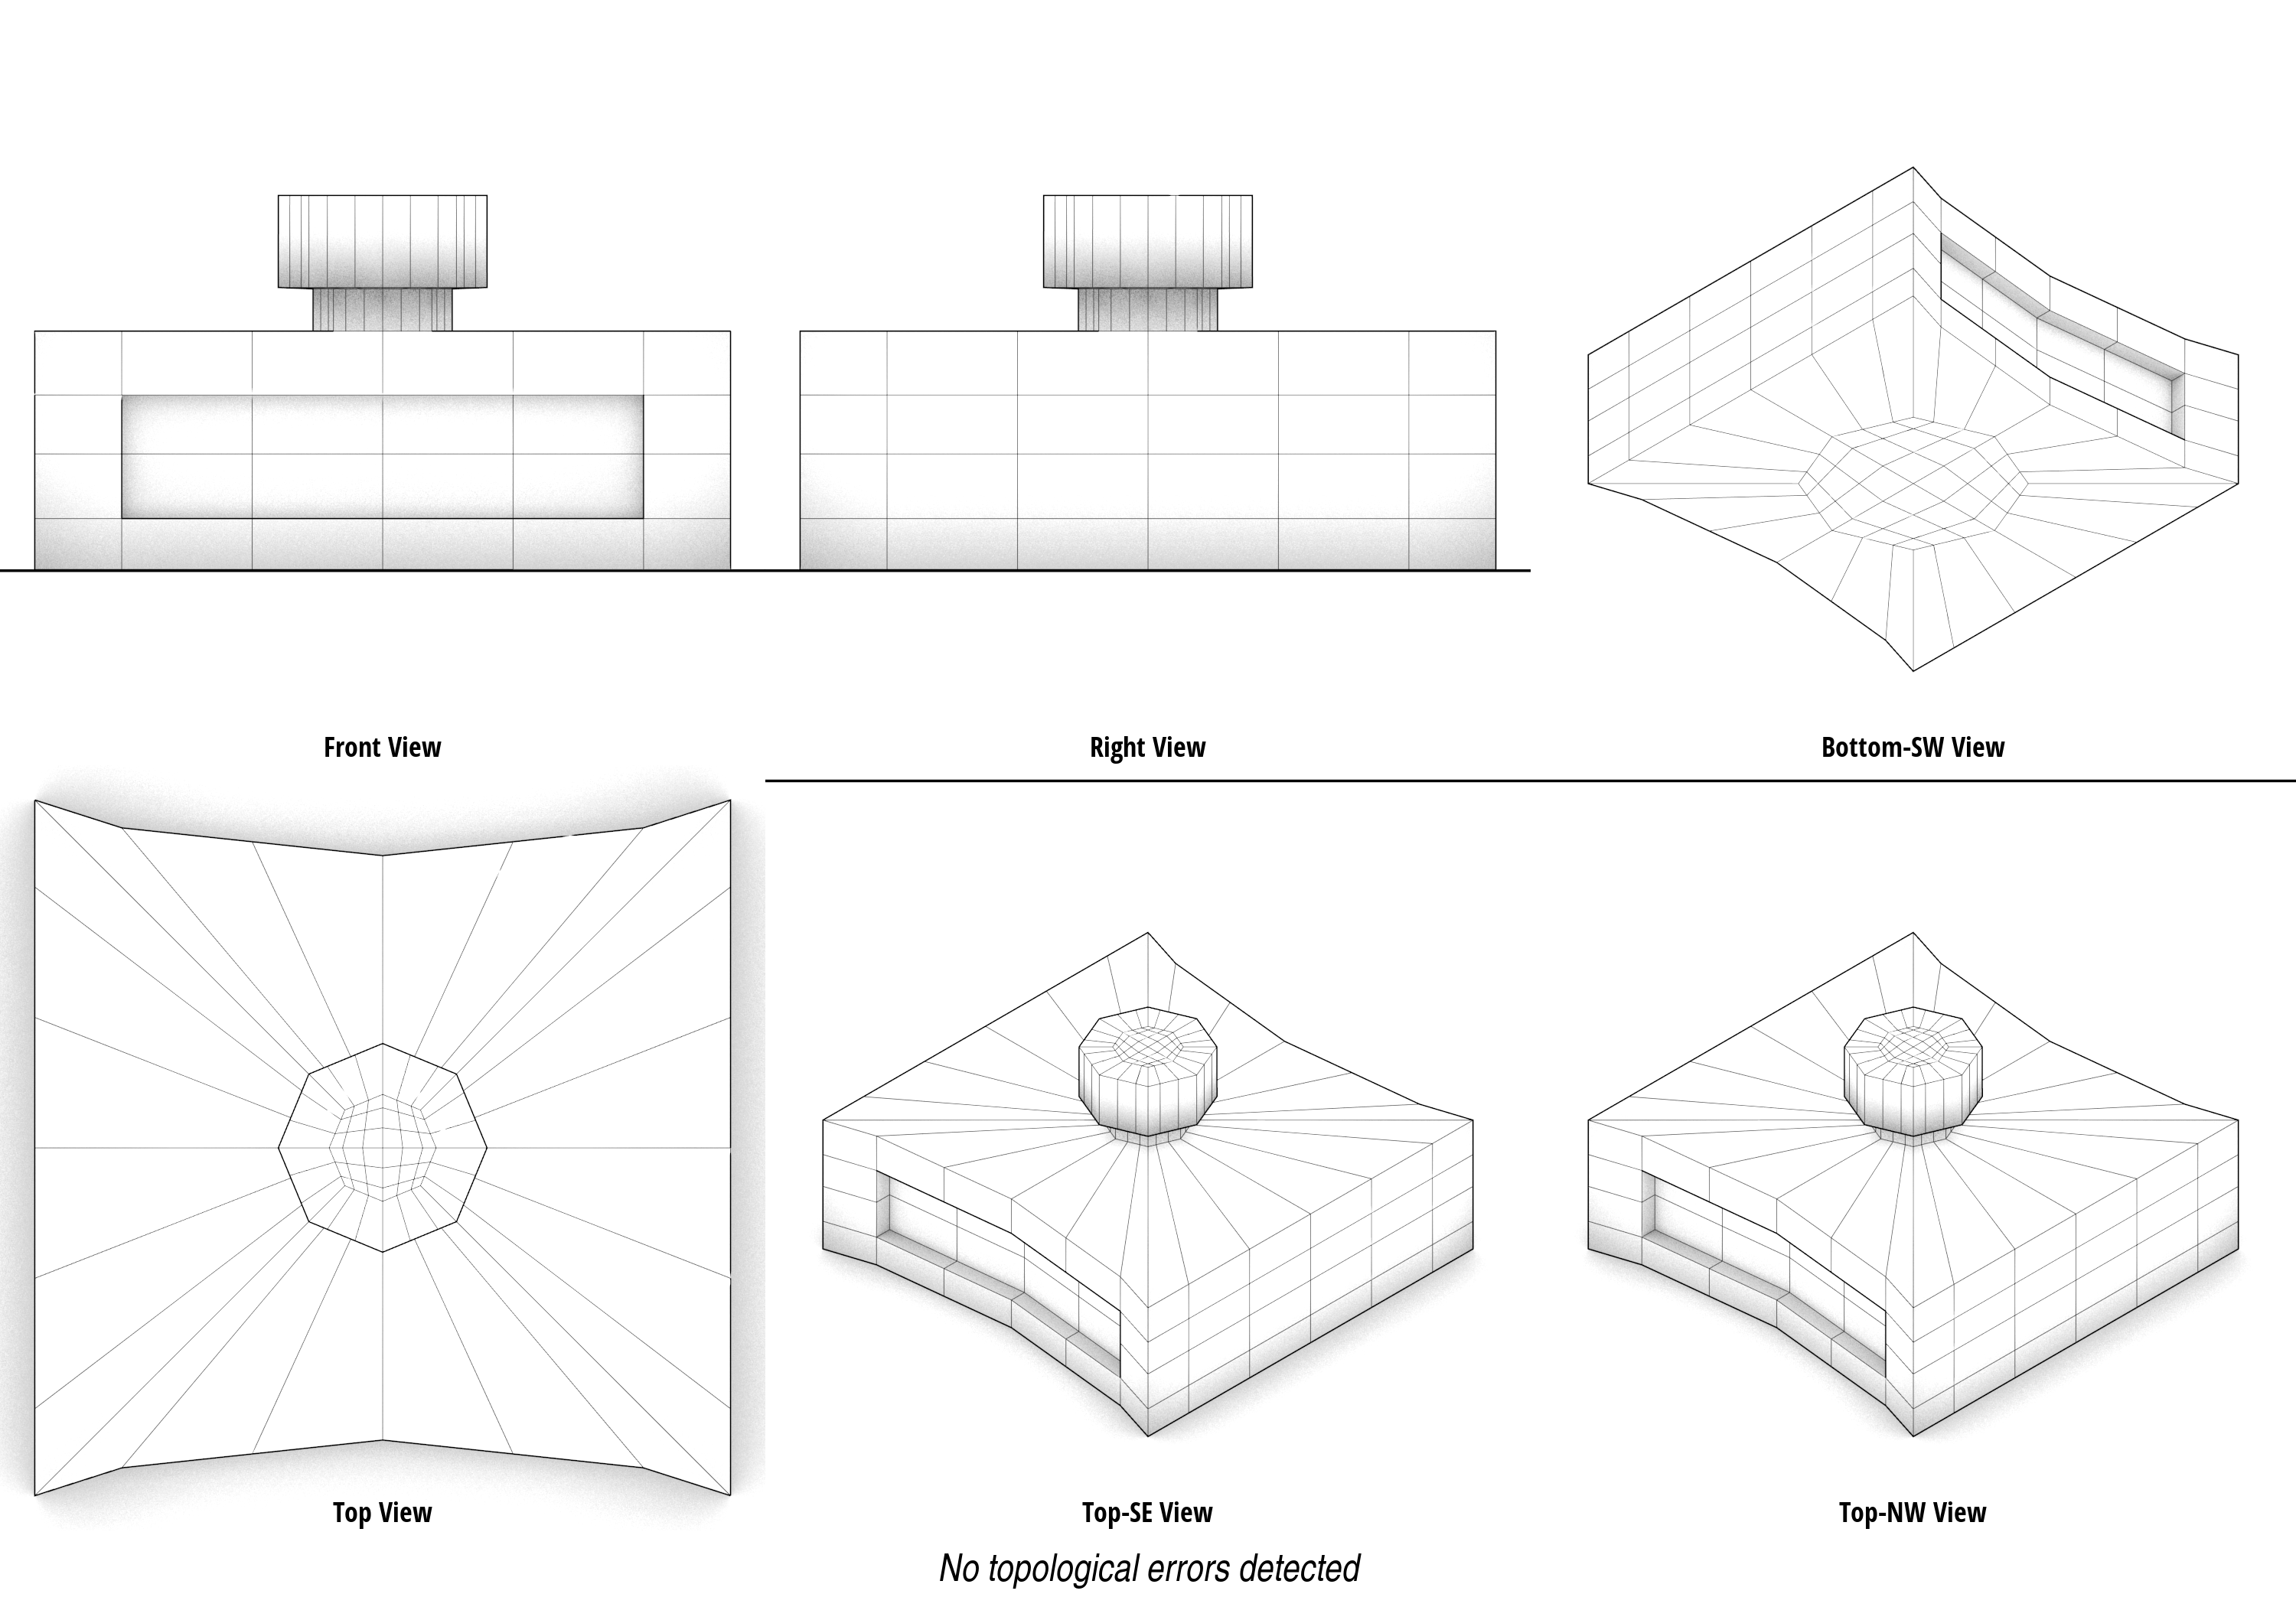 Front View
Right View
Bottom-SW View
Top View
Top-SE View
Top-NW View
No topological errors detected